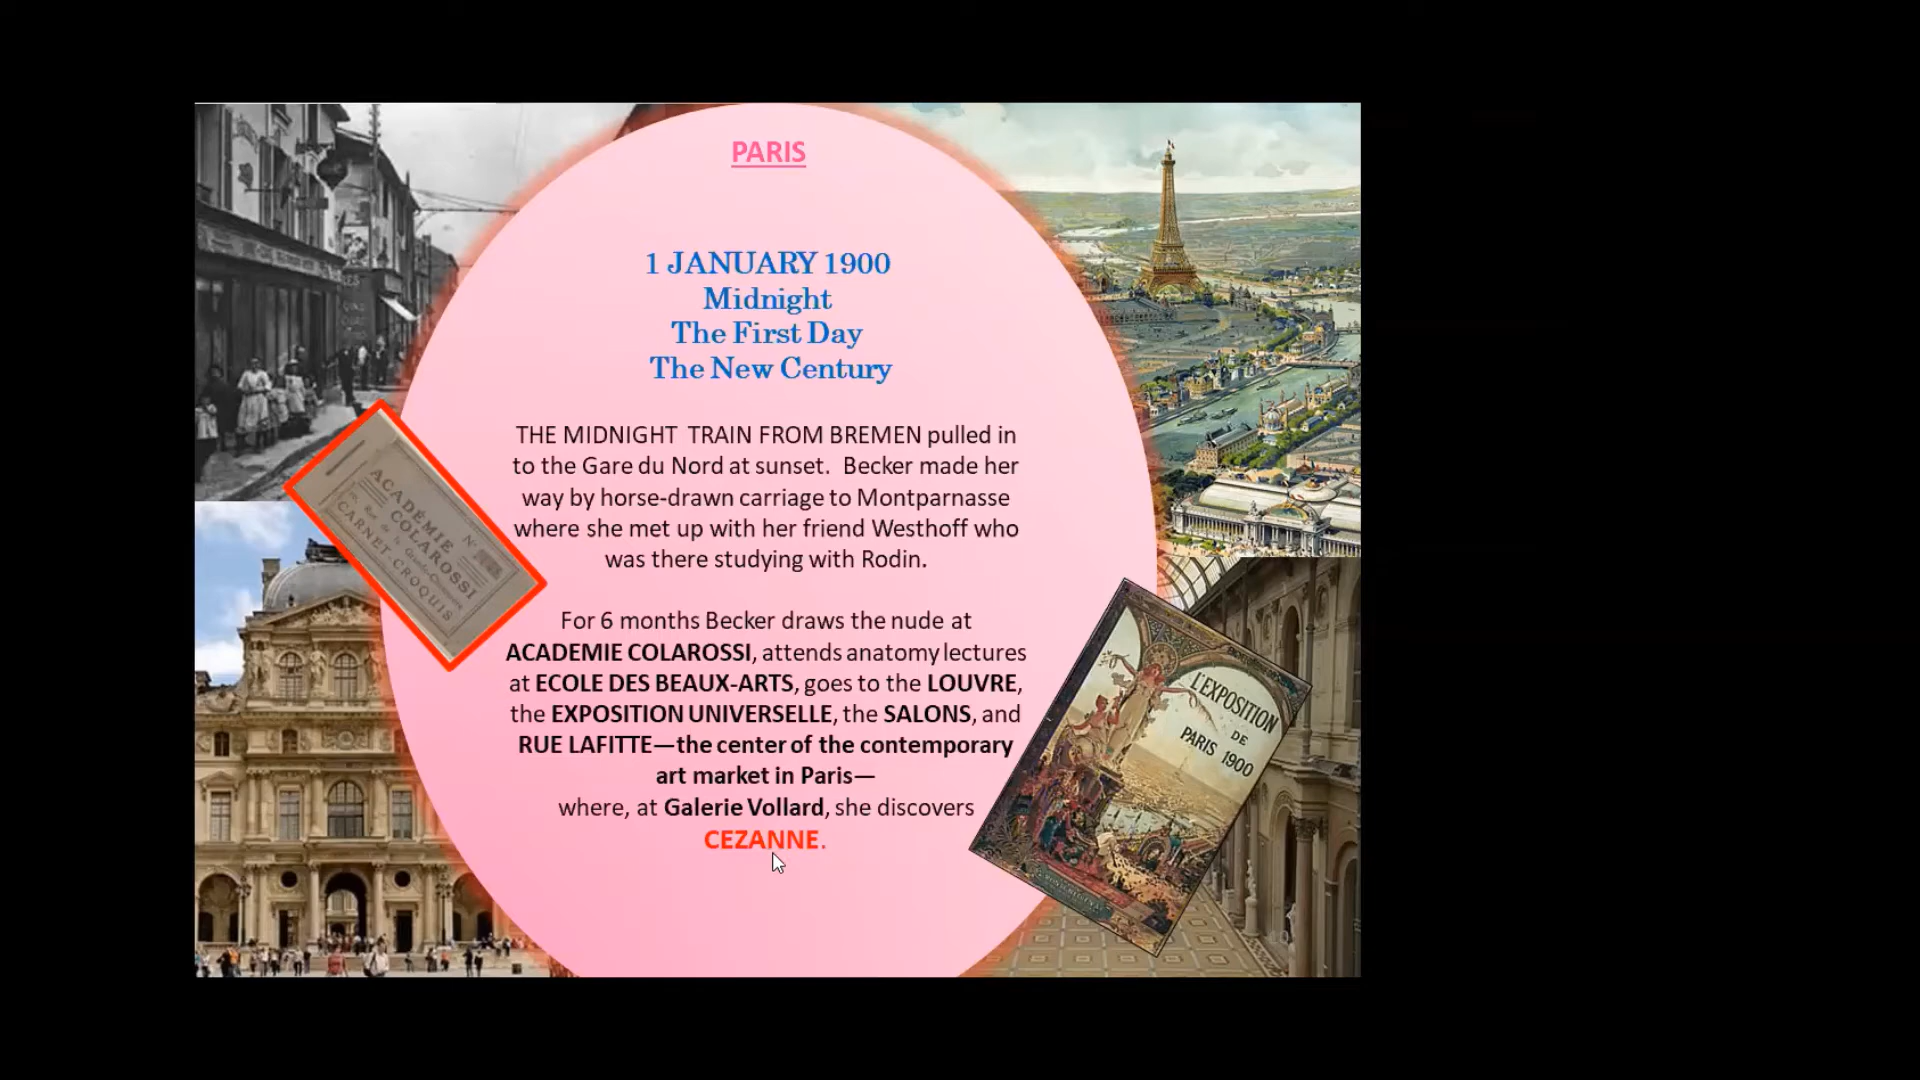 PARIS
1 JANUARY 1900
Midnight
The First Day
The New Century
THE MIDNIGHT TRAIN FROM BREMEN pulled in
to the Gare du Nord at sunset. Becker made her
way by horse-drawn carriage to Montparnasse
where she met up with her friend Westhoff who
was there studying with Rodin.
For 6 months Becker draws the nude at
ACADEMIE COLAROSSI, attends anatomy lectures
at ECOLE DES BEAUX-ARTS, goes to the LOUVRE,
the EXPOSITION UNIVERSELLE, the SALONS, and
RUE LAFITTE—the center of the contemporary
art market in Paris—
where, at Galerie Vollard, she discovers
CEZANNE.
ACADÉMIE
COLAROSSI
CARNET-CROQUIS
L'EXPOSITION
DE
PARIS 1900